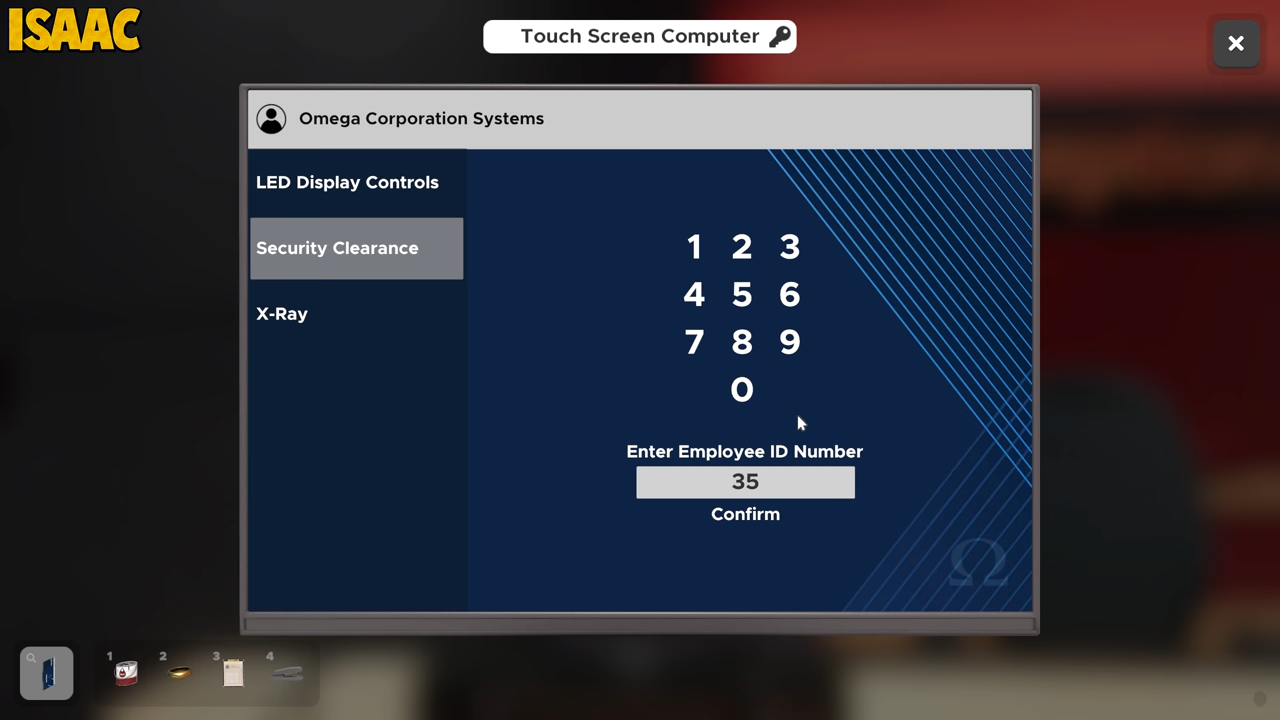 ISAAC
Touch Screen Computer
Omega Corporation Systems
LED Display Controls
Security Clearance
X-Ray
1 2 3
4 5 6
7 8 9
0
Enter Employee ID Number
35
Confirm
Ω
1 2 3 4